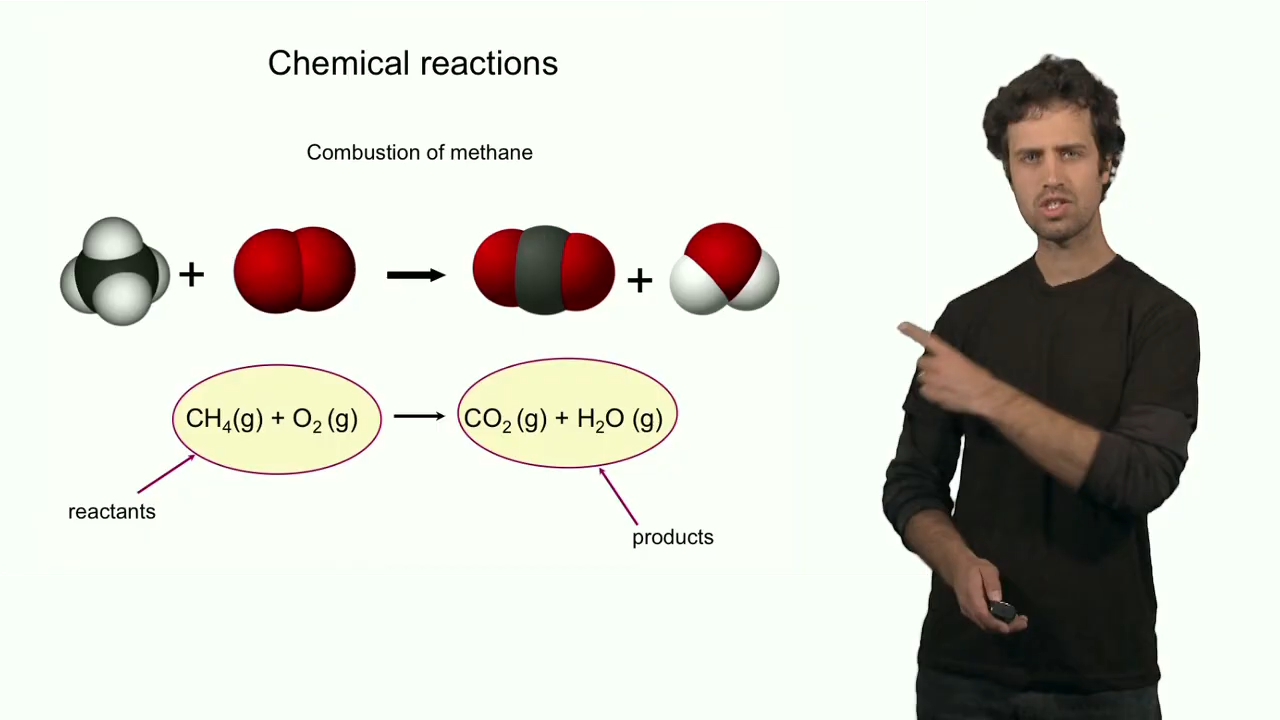 Chemical reactions
Combustion of methane
+ +
CH₄(g) + O₂ (g) → CO₂ (g) + H₂O (g)
reactants
products